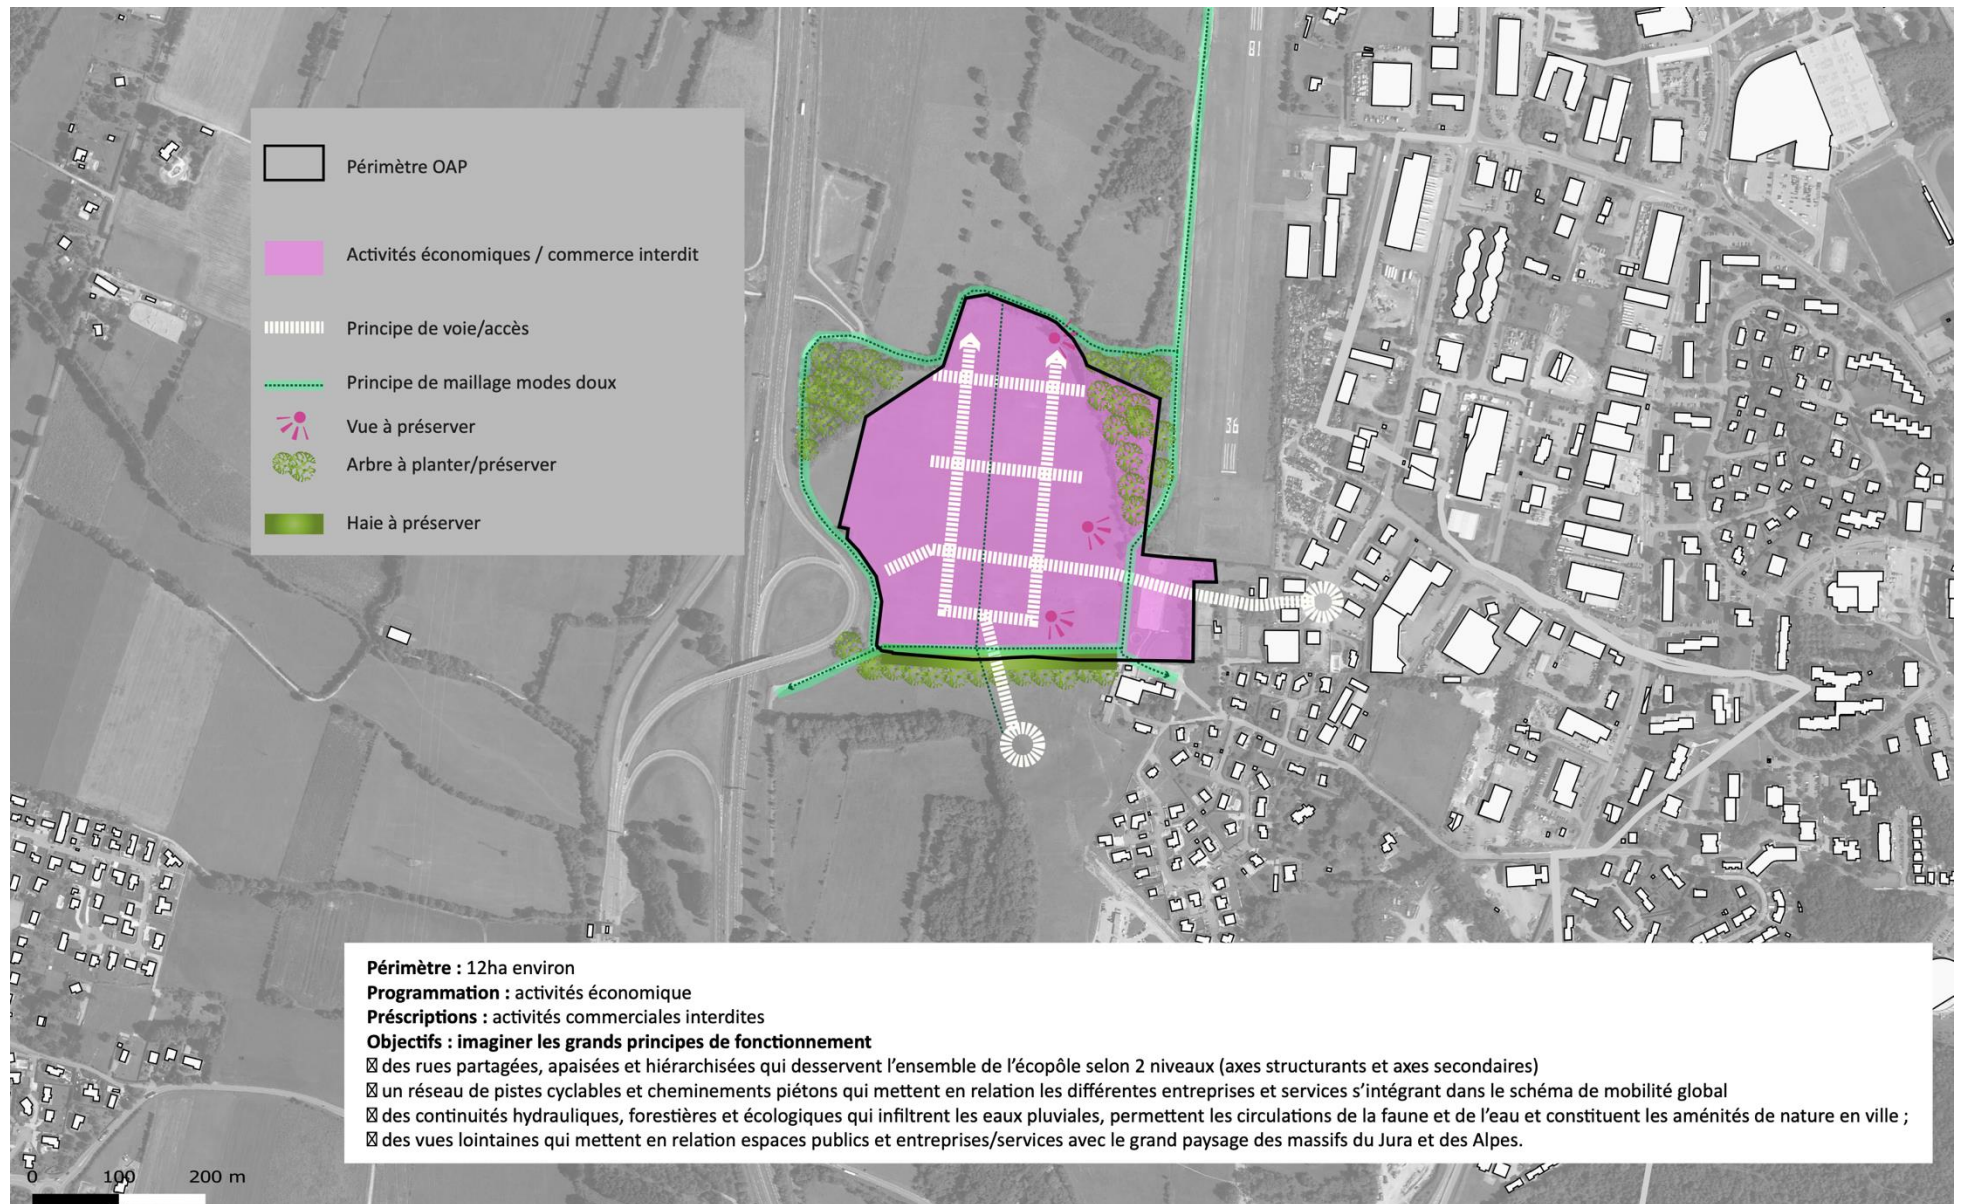 81
36
Périmètre OAP
Activités économiques / commerce interdit
Principe de voie/accès
Principe de maillage modes doux
Vue à préserver
Arbre à planter/préserver
Haie à préserver
Périmètre : 12ha environ
Programmation : activités économique
Préscriptions : activités commerciales interdites
Objectifs : imaginer les grands principes de fonctionnement
☒ des rues partagées, apaisées et hiérarchisées qui desservent l’ensemble de l’écopôle selon 2 niveaux (axes structurants et axes secondaires)
☒ un réseau de pistes cyclables et cheminements piétons qui mettent en relation les différentes entreprises et services s’intégrant dans le schéma de mobilité global
☒ des continuités hydrauliques, forestières et écologiques qui infiltrent les eaux pluviales, permettent les circulations de la faune et de l’eau et constituent les aménités de nature en ville ;
☒ des vues lointaines qui mettent en relation espaces publics et entreprises/services avec le grand paysage des massifs du Jura et des Alpes.
0 100 200 m